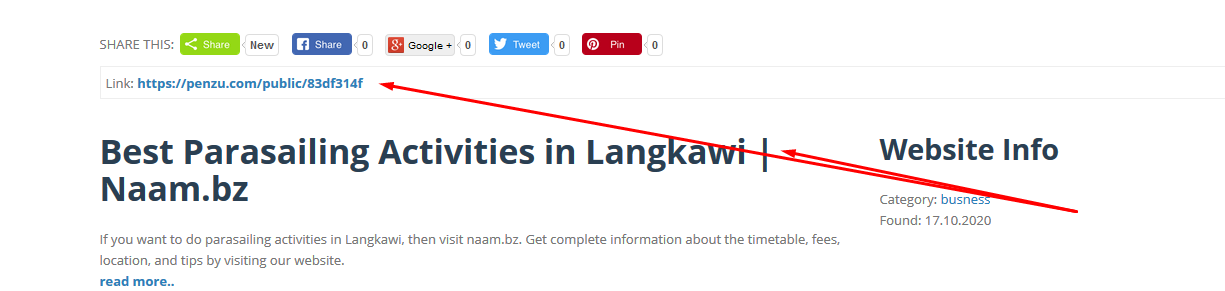 SHARE THIS: Share New Share 0 Google + 0 Tweet 0 Pin 0
Link: https://penzu.com/public/83df314f
Best Parasailing Activities in Langkawi |
Naam.bz
Website Info
Category: busness
Found: 17.10.2020
If you want to do parasailing activities in Langkawi, then visit naam.bz. Get complete information about the timetable, fees,
location, and tips by visiting our website.
read more..